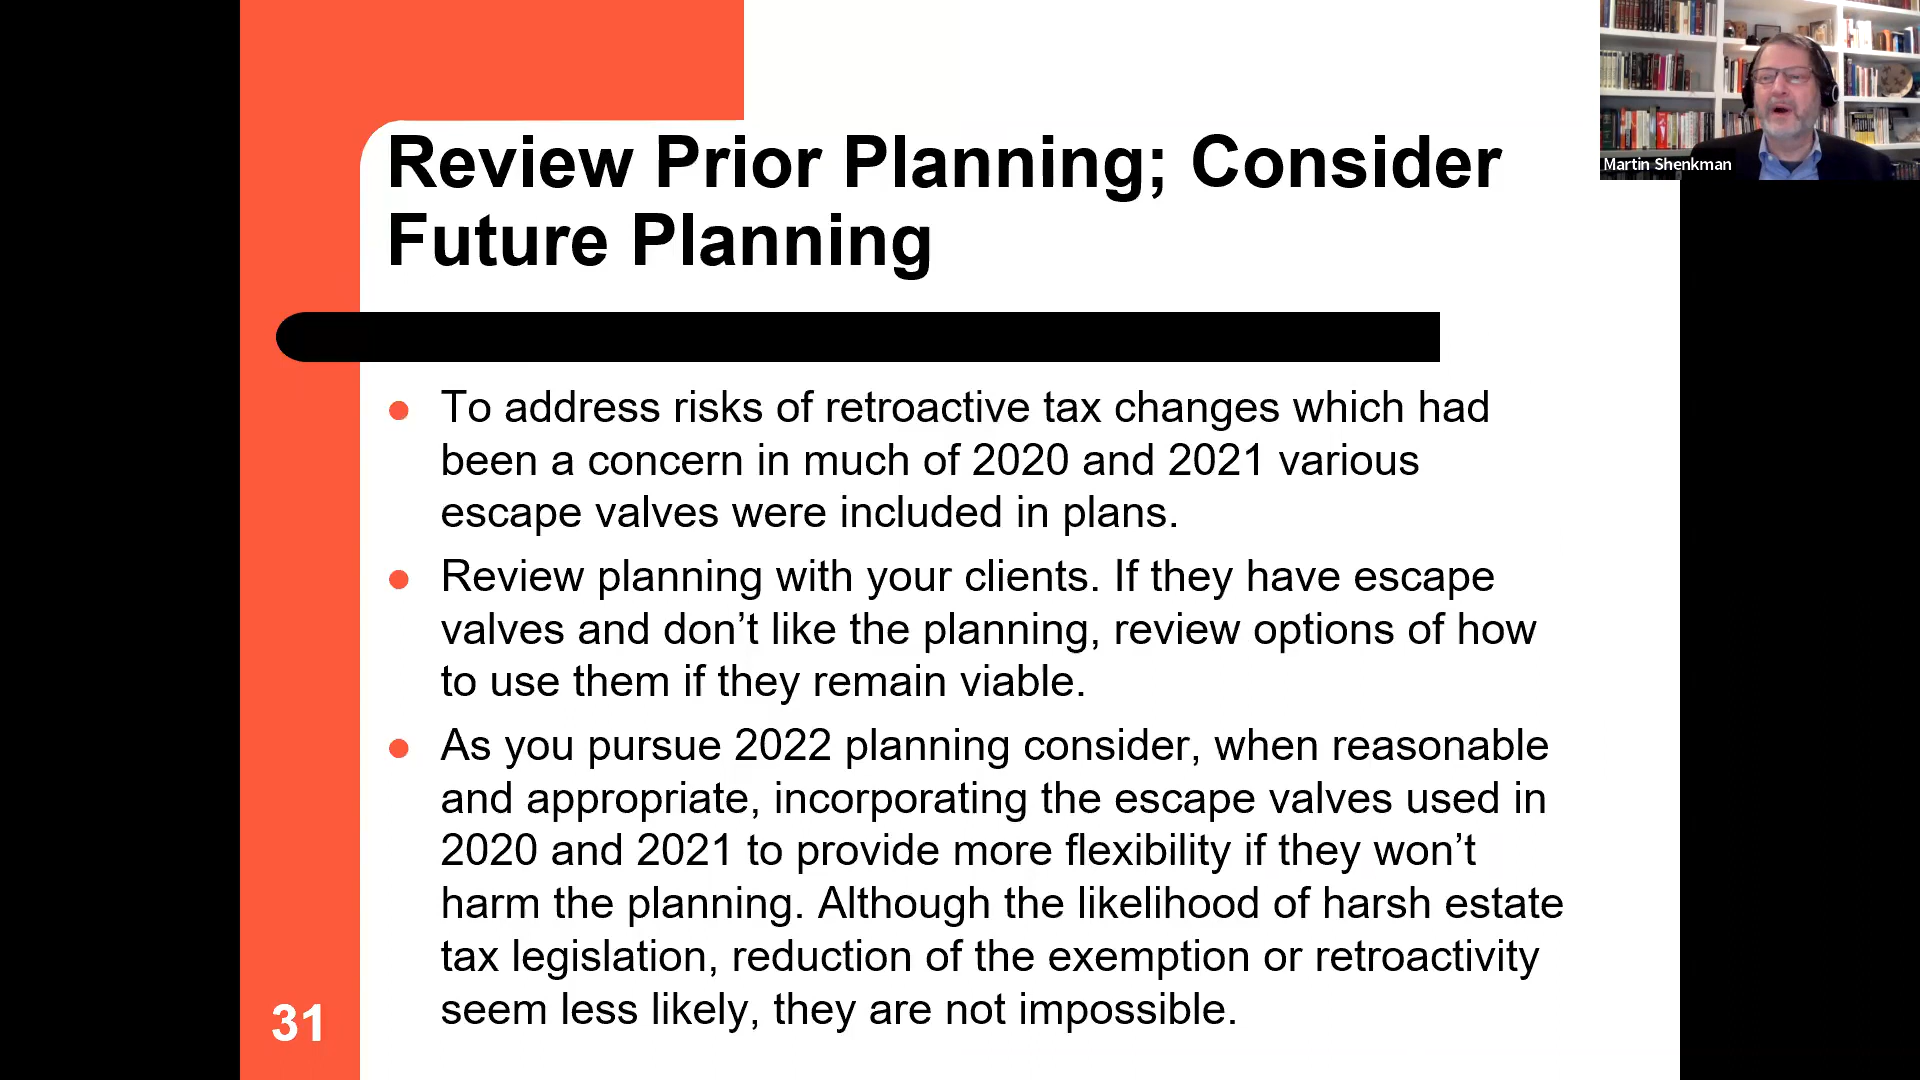 Review Prior Planning; Consider
Future Planning
To address risks of retroactive tax changes which had
been a concern in much of 2020 and 2021 various
escape valves were included in plans.
Review planning with your clients. If they have escape
valves and don’t like the planning, review options of how
to use them if they remain viable.
As you pursue 2022 planning consider, when reasonable
and appropriate, incorporating the escape valves used in
2020 and 2021 to provide more flexibility if they won’t
harm the planning. Although the likelihood of harsh estate
tax legislation, reduction of the exemption or retroactivity
seem less likely, they are not impossible.
31
Martin Shenkman